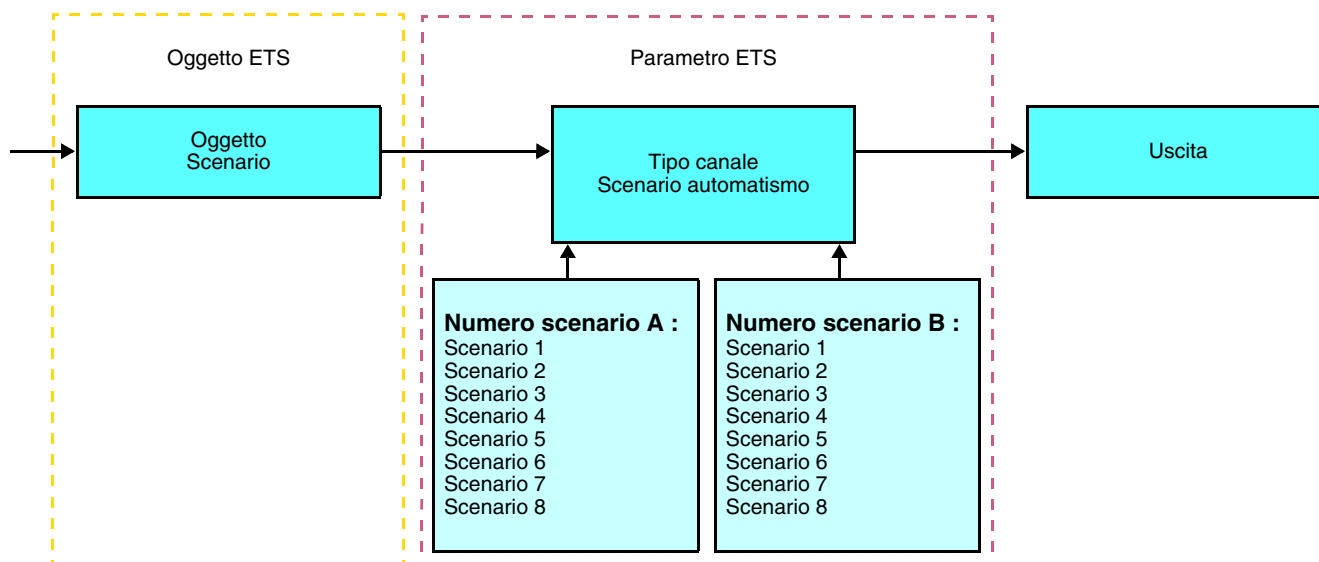 Oggetto ETS
Parametro ETS
Oggetto
Scenario
Tipo canale
Scenario automatismo
Uscita
Numero scenario A :
Scenario 1
Scenario 2
Scenario 3
Scenario 4
Scenario 5
Scenario 6
Scenario 7
Scenario 8
Numero scenario B :
Scenario 1
Scenario 2
Scenario 3
Scenario 4
Scenario 5
Scenario 6
Scenario 7
Scenario 8